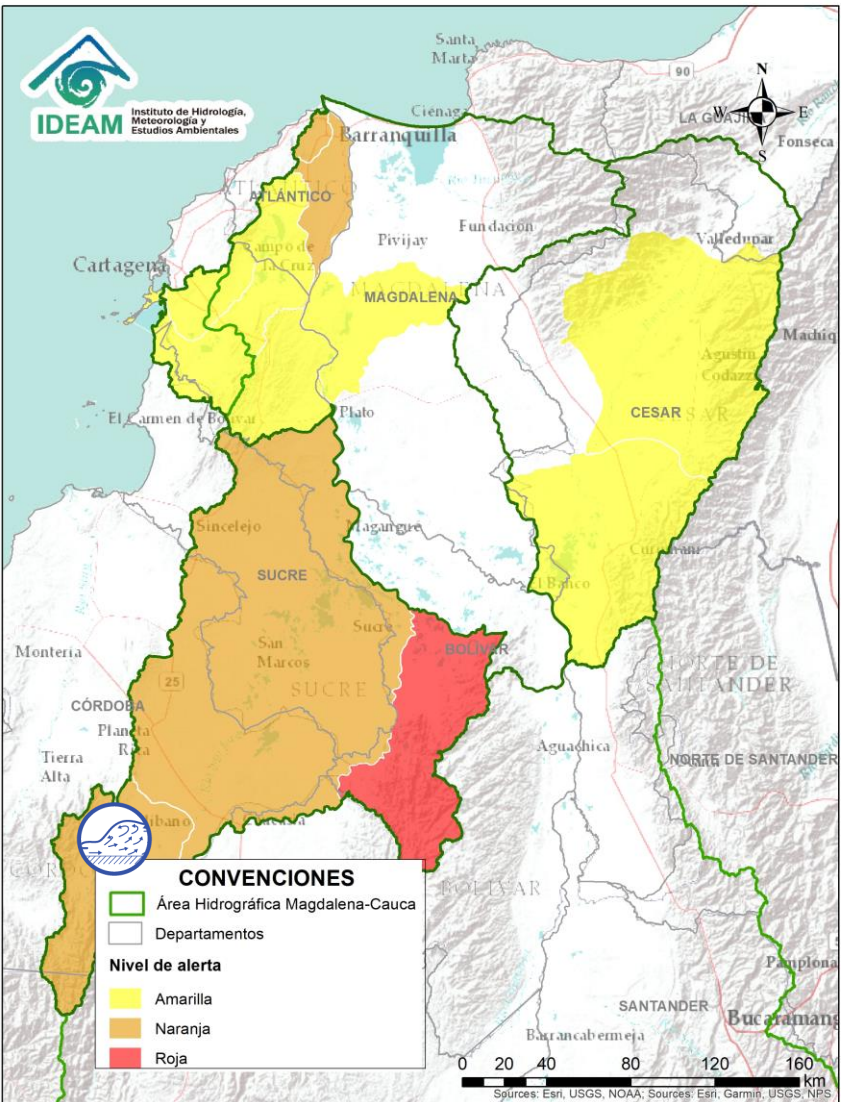 IDEAM
Instituto de Hidrología,
Meteorología y
Estudios Ambientales
Santa
Marta
90
N
W
E
S
LA GUAJI
Ciénaga
Barranquilla
Fonseca
ATLÁNTICO
Fundación
Valledupar
Pivijay
Campo de
la Cruz
Cartagena
MAGDALENA
Machiq
Agustín
Codazzi
CESAR
El Carmen de Bolívar
Plato
Sincelejo
Magangue
SUCRE
El Banco
Sucre
BOLÍVAR
San
Marcos
SUCRE
Montería
25
NORTE DE
SANTANDER
CÓRDOBA
Planeta
Rica
Aguachica
Tierra
Alta
NORTE DE SANTANDER
BOLÍVAR
CONVENCIONES
Área Hidrográfica Magdalena-Cauca
Departamentos
Nivel de alerta
Amarilla
Naranja
Roja
Pamplona
SANTANDER
Bucaramang
Barrancabermeja
0 20 40 80 120 160
km
Sources: Esri, USGS, NOAA; Sources: Esri, Garmin, USGS, NPS